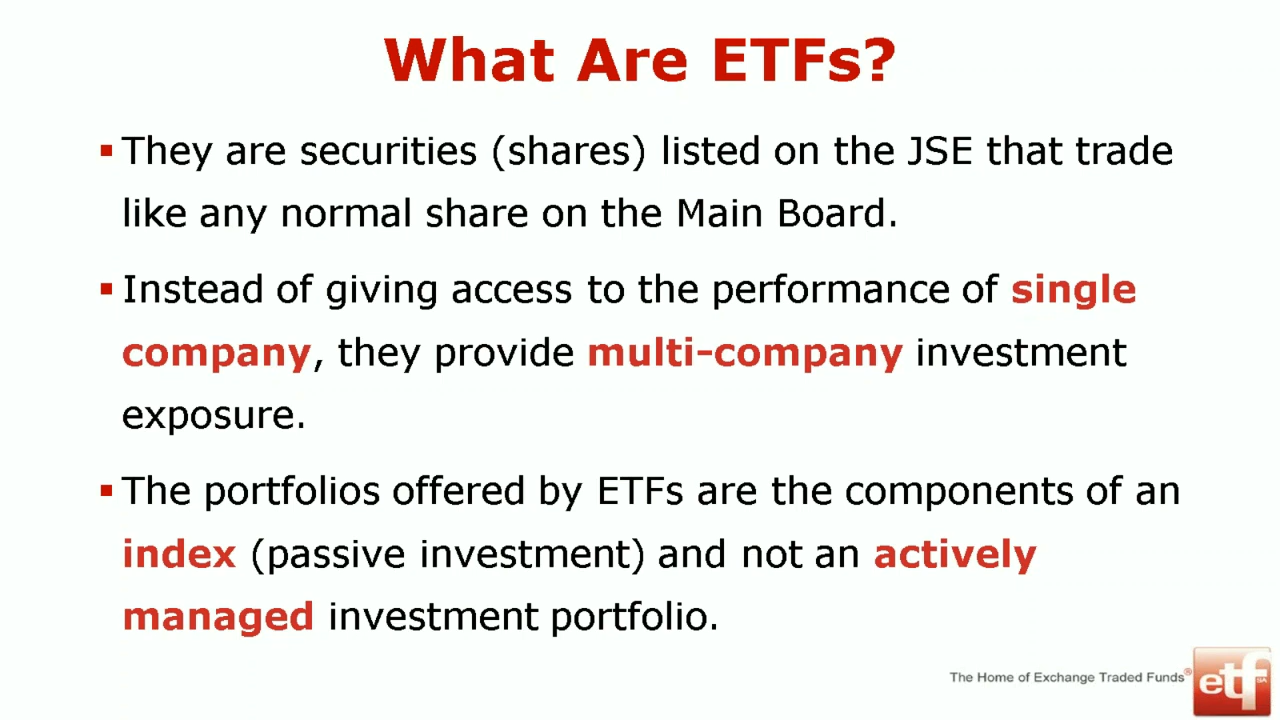 What Are ETFs?
▪ They are securities (shares) listed on the JSE that trade
like any normal share on the Main Board.
▪ Instead of giving access to the performance of single
company, they provide multi-company investment
exposure.
▪ The portfolios offered by ETFs are the components of an
index (passive investment) and not an actively
managed investment portfolio.
The Home of Exchange Traded Funds®
etf
SA